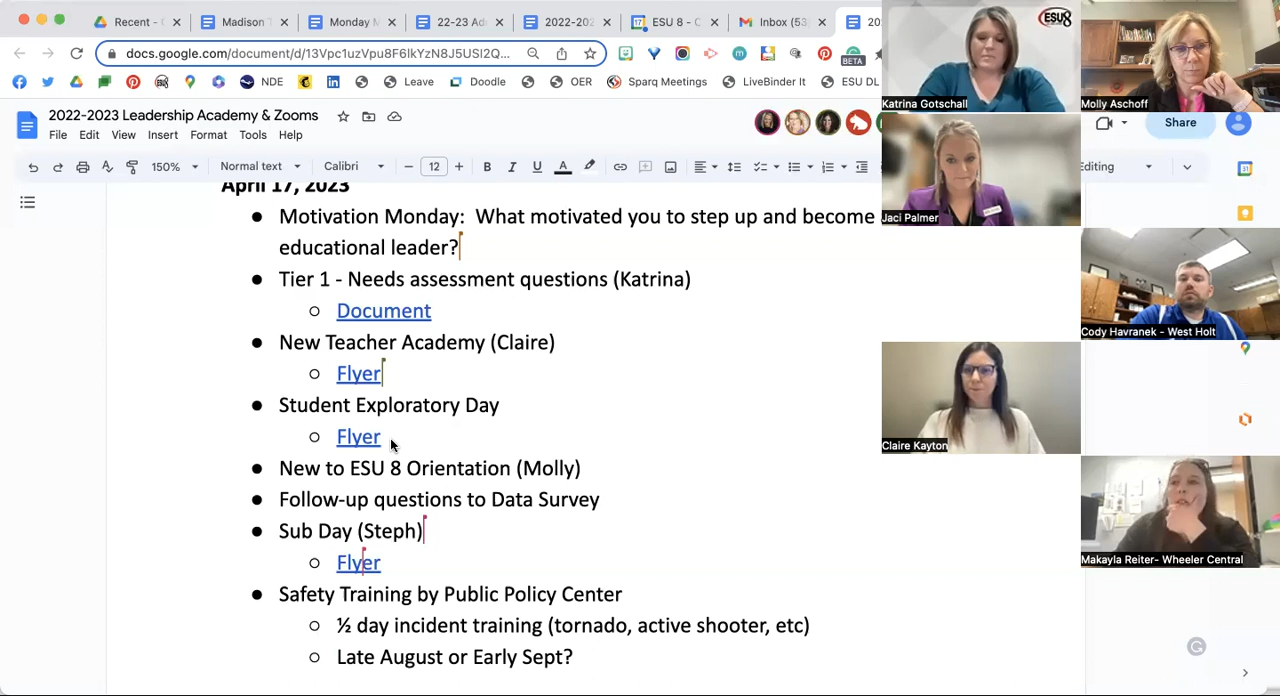 Recent - G
Madison T
Monday M
22-23 Ad
2022-202
ESU 8 - C
Inbox (53
20
docs.google.com/document/d/13Vpc1uzVpu8F6lkYzN8J5USI2Q...
BETA
NDE
Leave
Doodle
OER
Sparq Meetings
LiveBinder It
ESU DL
2022-2023 Leadership Academy & Zooms
File Edit View Insert Format Tools Help
Share
150%
Normal text
Calibri
12
B I U A
Editing
April 17, 2023
Motivation Monday: What motivated you to step up and become
educational leader?
Tier 1 - Needs assessment questions (Katrina)
Document
New Teacher Academy (Claire)
Flyer
Student Exploratory Day
Flyer
New to ESU 8 Orientation (Molly)
Follow-up questions to Data Survey
Sub Day (Steph)
Flyer
Safety Training by Public Policy Center
½ day incident training (tornado, active shooter, etc)
Late August or Early Sept?
ESU8
Katrina Gotschall
Molly Aschoff
Jaci Palmer
Cody Havranek - West Holt
Claire Kayton
Makayla Reiter- Wheeler Central